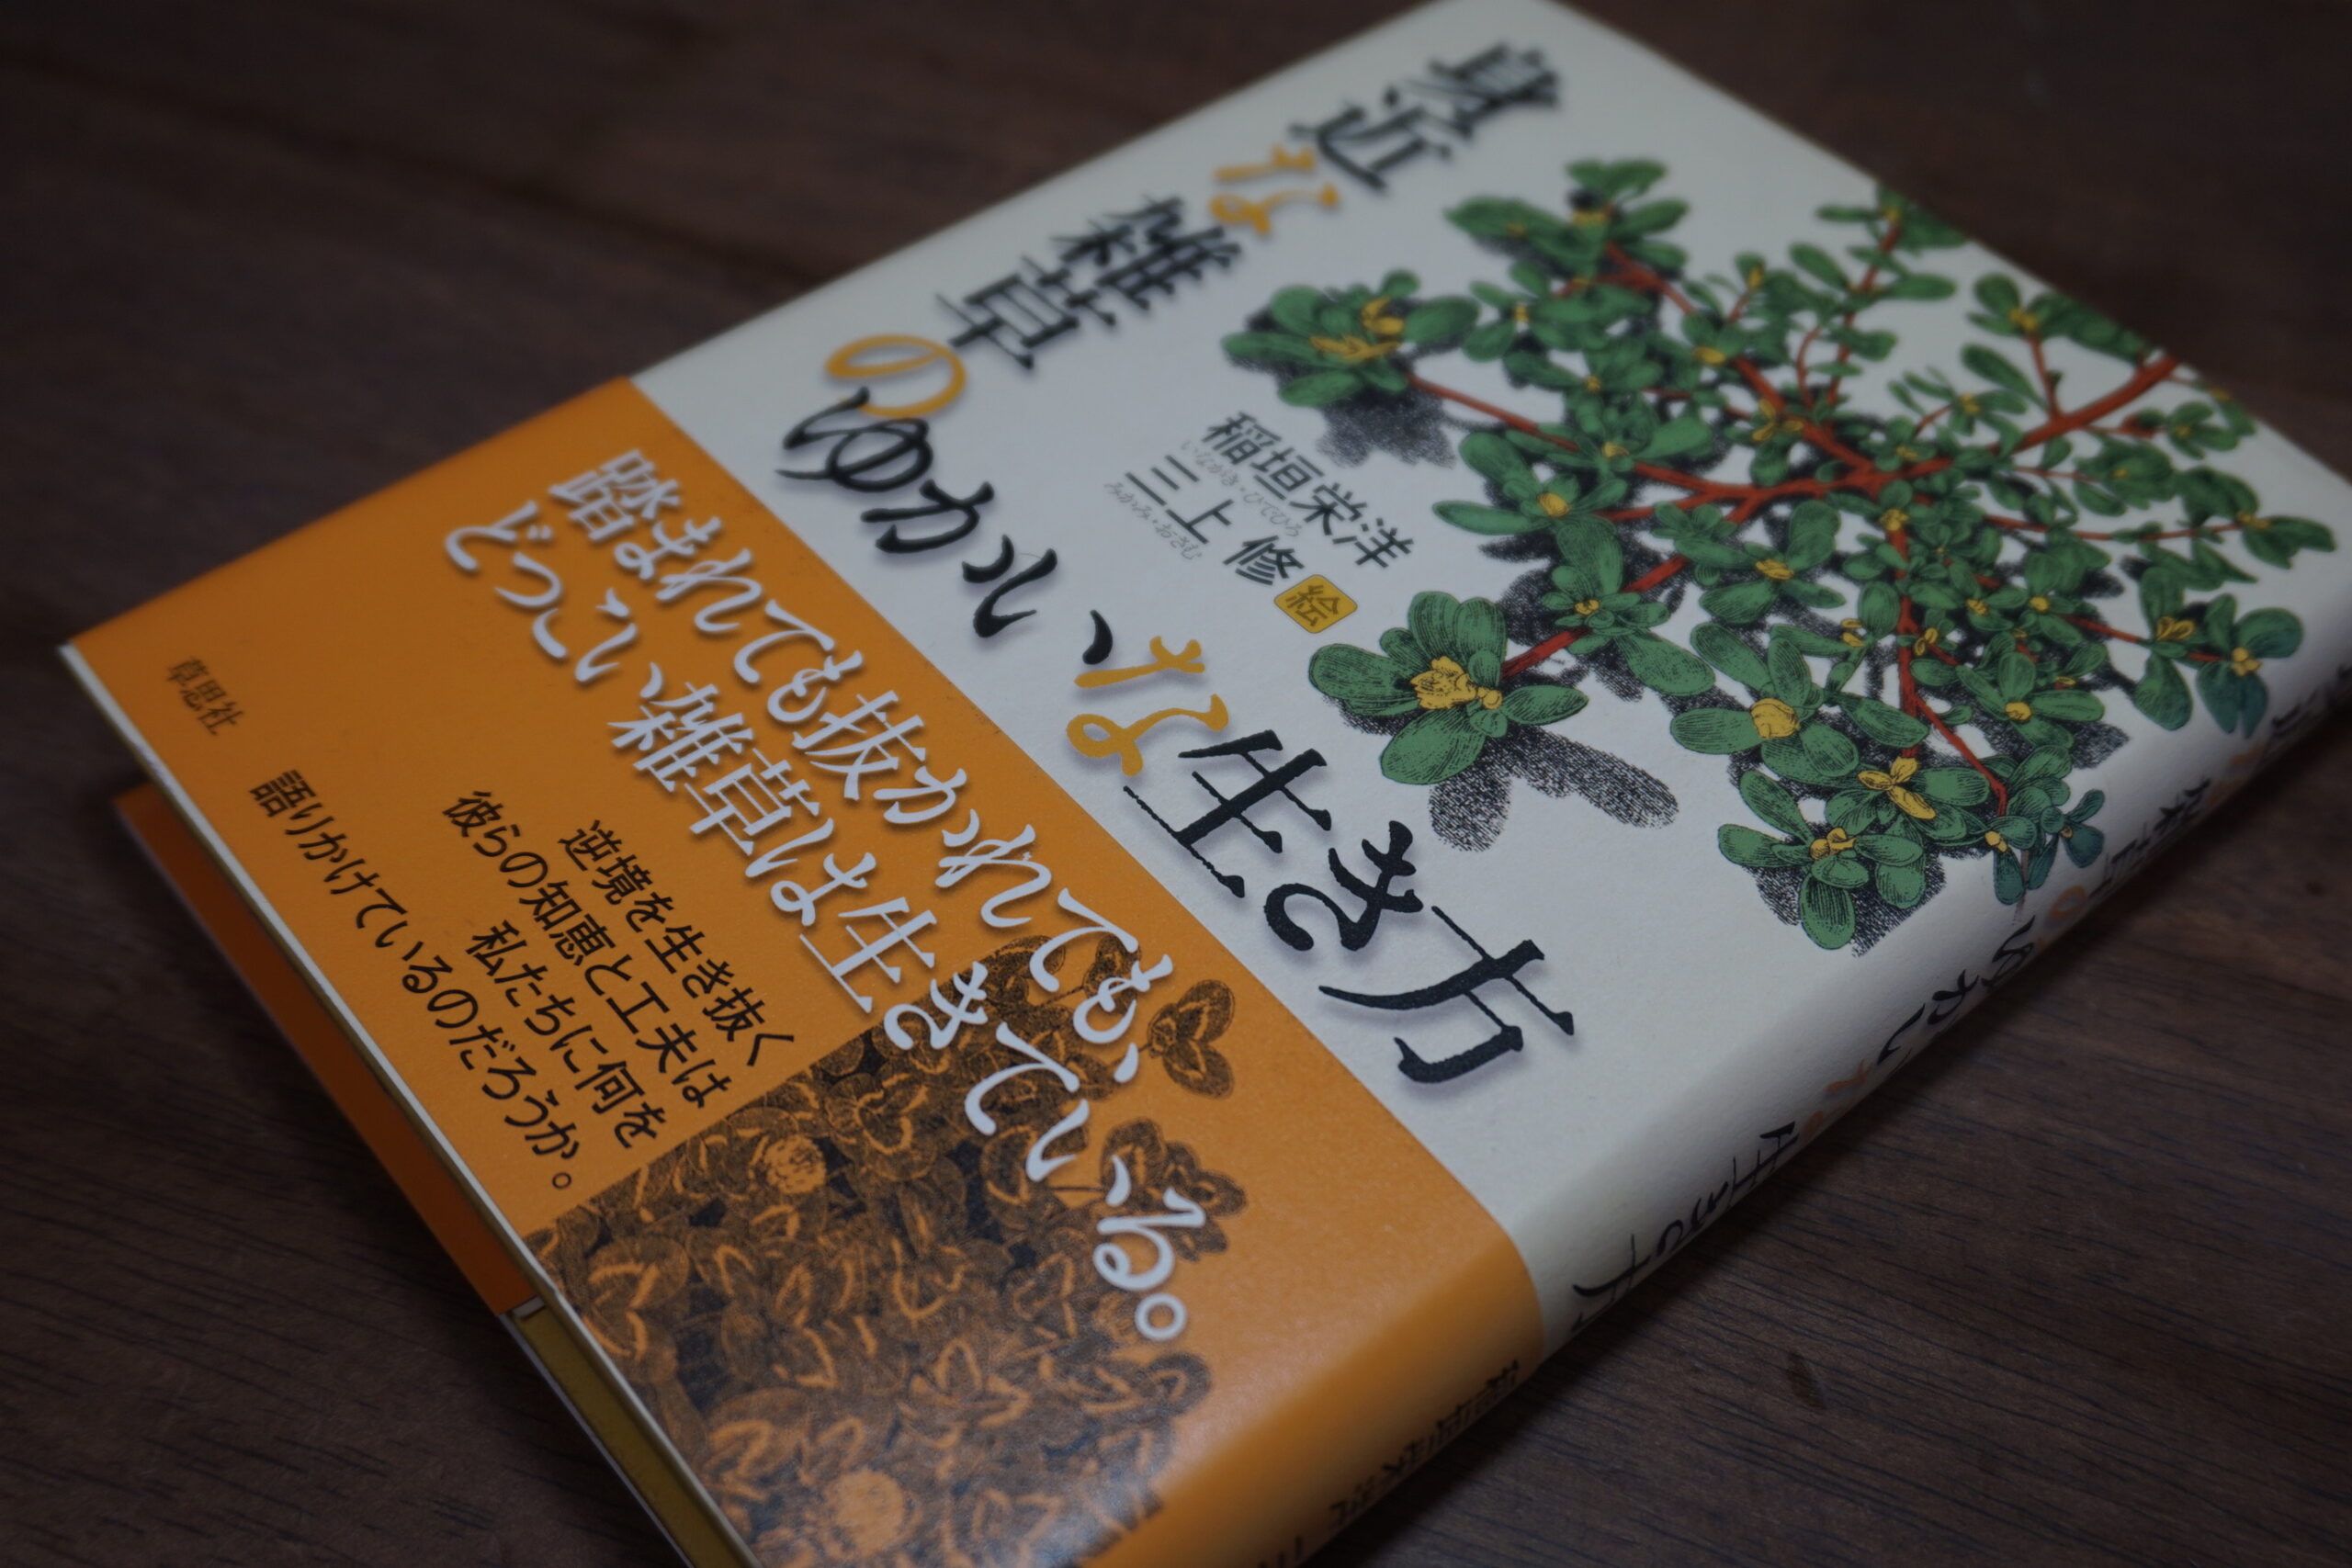 身近な雑草のゆかいな生き方
稲垣栄洋
いながき・ひでひろ
三上 修 絵
みかみ・おさむ
踏まれても抜かれても、
どっこい雑草は生きている。
逆境を生き抜く
彼らの知恵と工夫は
私たちに何を
語りかけているのだろうか。
草思社